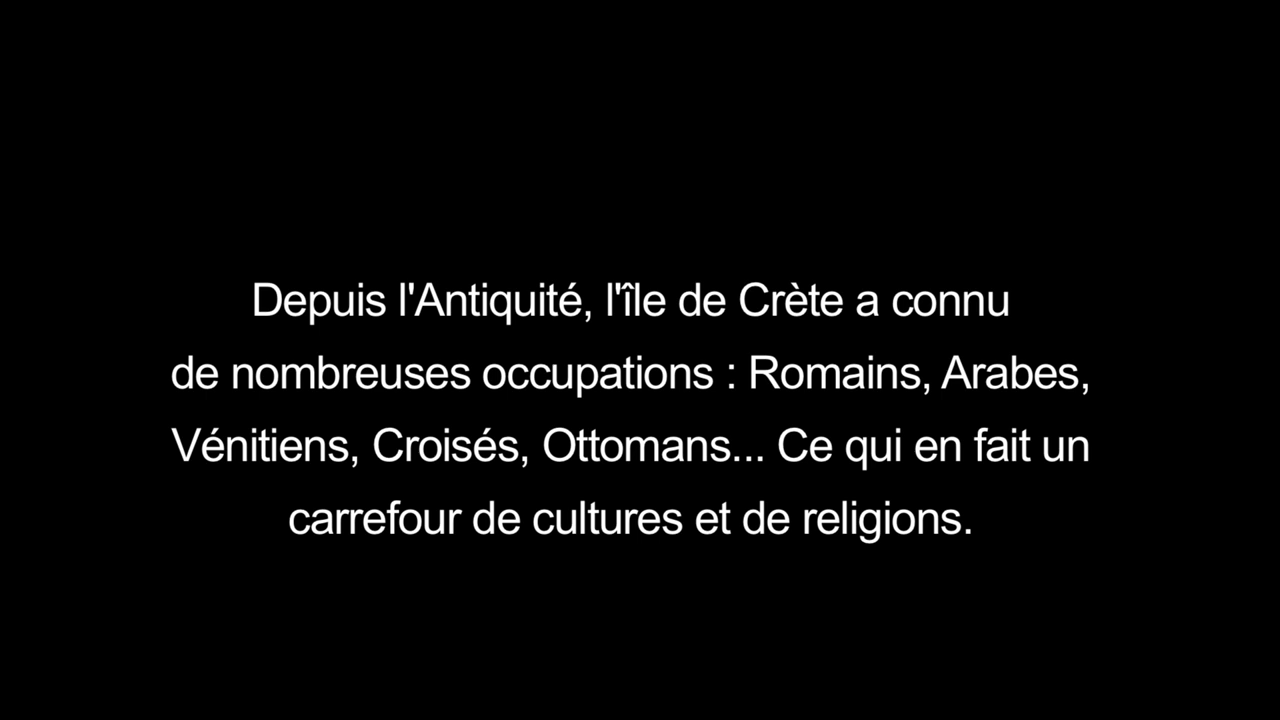 Depuis l'Antiquité, l'île de Crète a connu
de nombreuses occupations : Romains, Arabes,
Vénitiens, Croisés, Ottomans... Ce qui en fait un
carrefour de cultures et de religions.